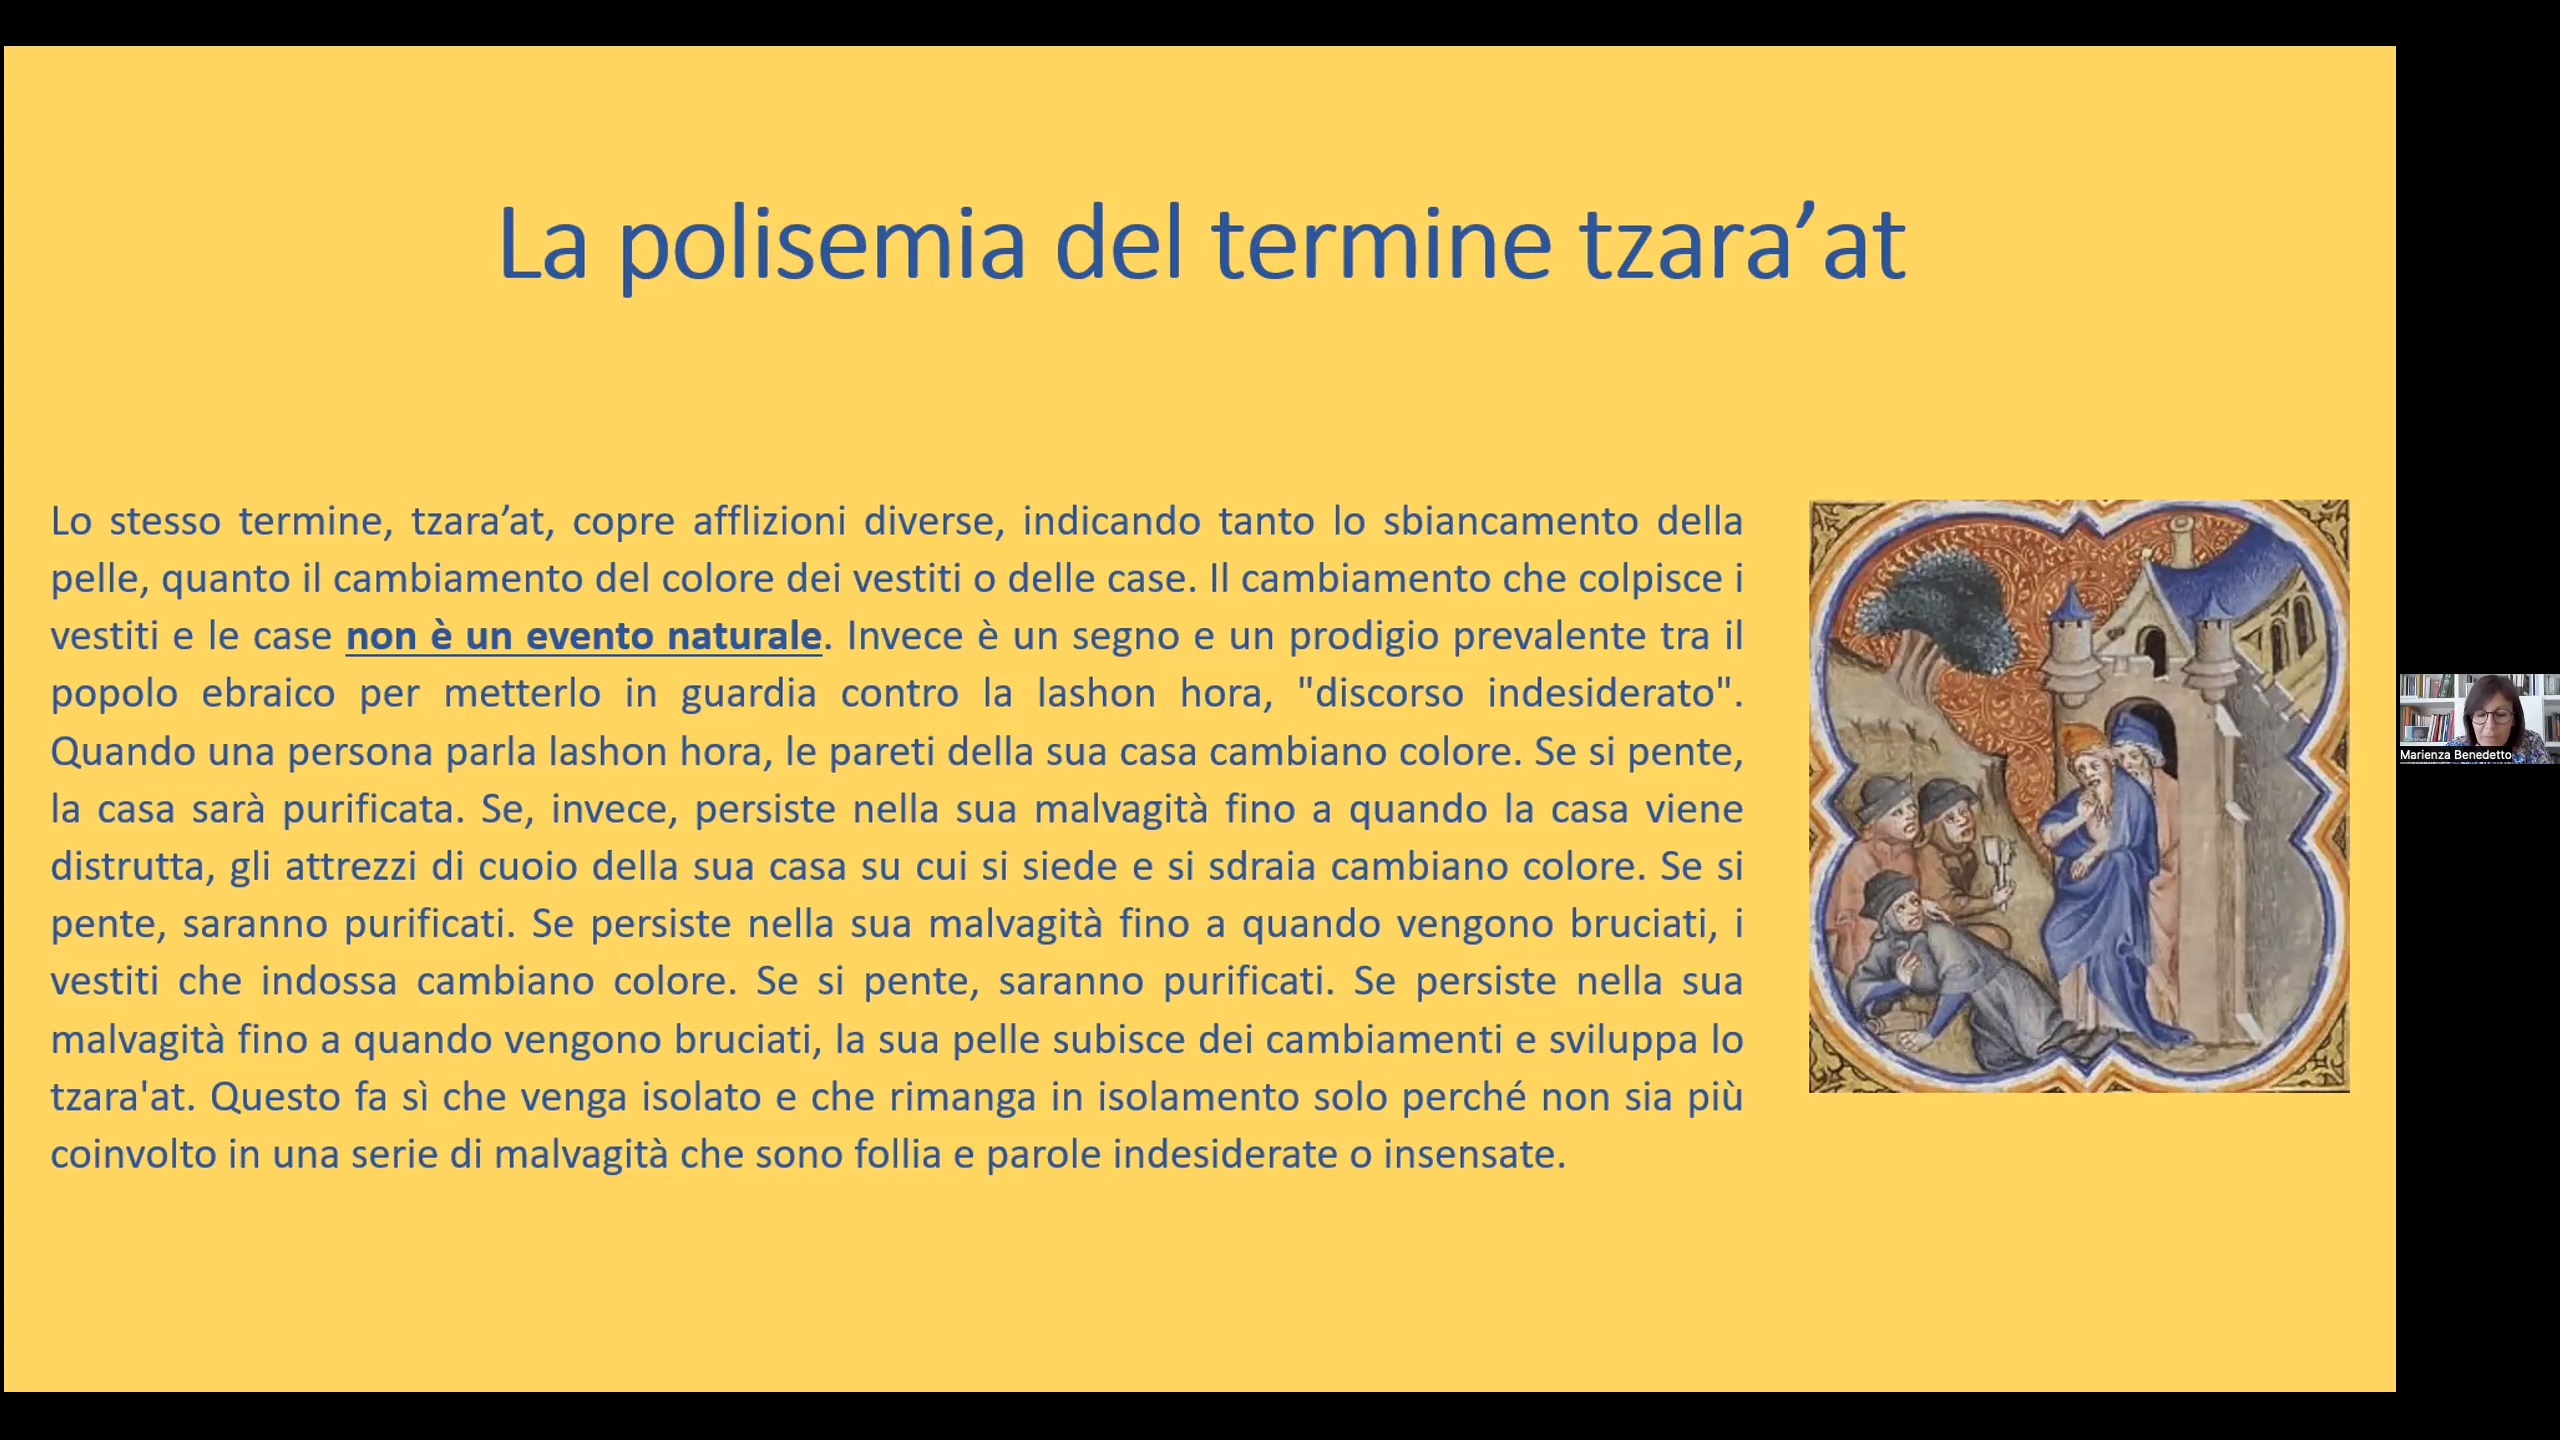 La polisemia del termine tzara’at
Lo stesso termine, tzara’at, copre afflizioni diverse, indicando tanto lo sbiancamento della
pelle, quanto il cambiamento del colore dei vestiti o delle case. Il cambiamento che colpisce i
vestiti e le case non è un evento naturale. Invece è un segno e un prodigio prevalente tra il
popolo ebraico per metterlo in guardia contro la lashon hora, "discorso indesiderato".
Quando una persona parla lashon hora, le pareti della sua casa cambiano colore. Se si pente,
la casa sarà purificata. Se, invece, persiste nella sua malvagità fino a quando la casa viene
distrutta, gli attrezzi di cuoio della sua casa su cui si siede e si sdraia cambiano colore. Se si
pente, saranno purificati. Se persiste nella sua malvagità fino a quando vengono bruciati, i
vestiti che indossa cambiano colore. Se si pente, saranno purificati. Se persiste nella sua
malvagità fino a quando vengono bruciati, la sua pelle subisce dei cambiamenti e sviluppa lo
tzara'at. Questo fa sì che venga isolato e che rimanga in isolamento solo perché non sia più
coinvolto in una serie di malvagità che sono follia e parole indesiderate o insensate.
Marienza Benedetto